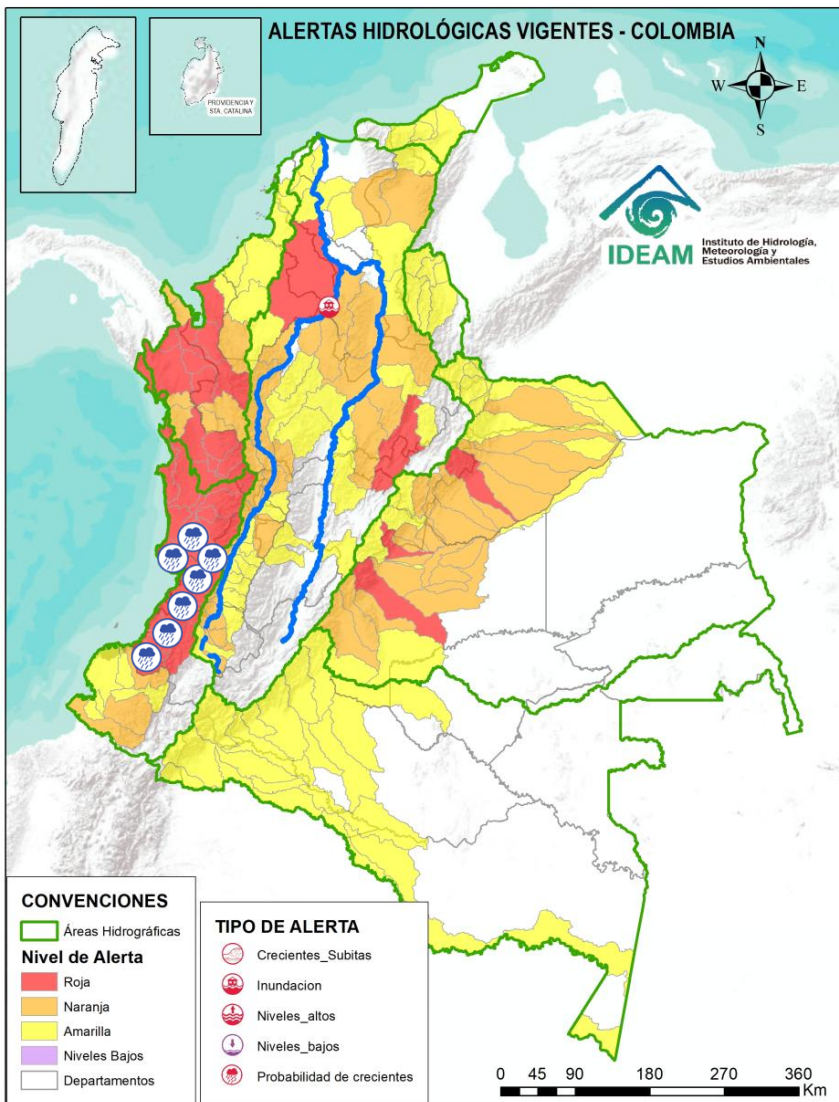 ALERTAS HIDROLÓGICAS VIGENTES - COLOMBIA
PROVIDENCIA Y
STA. CATALINA
N
W
E
S
IDEAM
Instituto de Hidrología,
Meteorología y
Estudios Ambientales
CONVENCIONES
Áreas Hidrográficas
Nivel de Alerta
Roja
Naranja
Amarilla
Niveles Bajos
Departamentos
TIPO DE ALERTA
Crecientes_Subitas
Inundacion
Niveles_altos
Niveles_bajos
Probabilidad de crecientes
0 45 90 180 270 360
Km